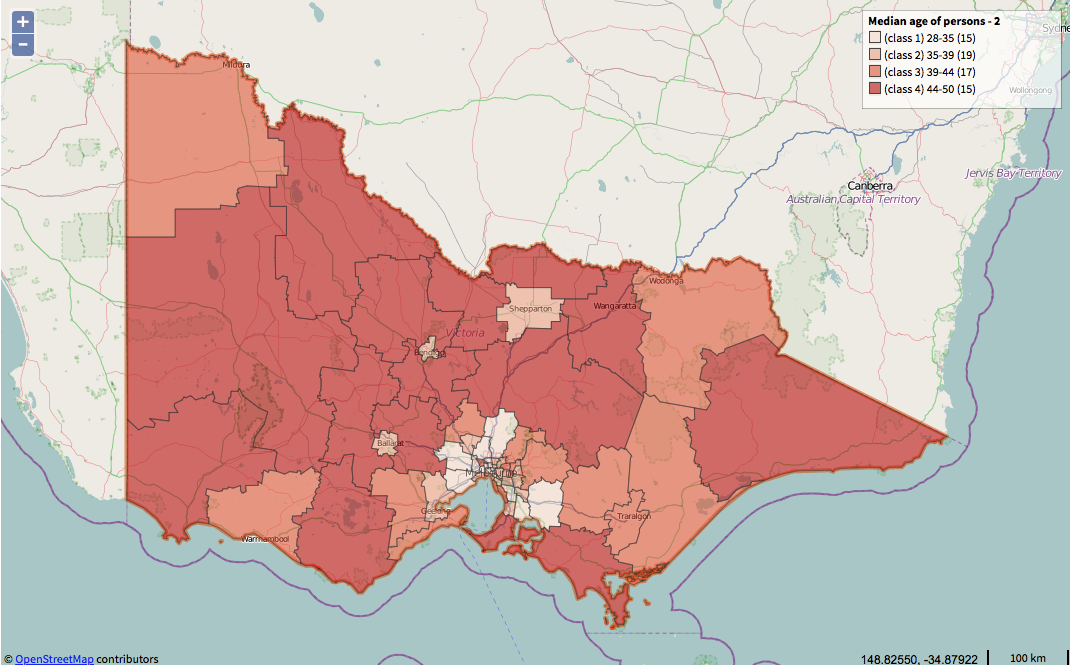 +
−
Median age of persons - 2
(class 1) 28-35 (15)
(class 2) 35-39 (19)
(class 3) 39-44 (17)
(class 4) 44-50 (15)
Sydne
Wollongong
Mildura
Jervis Bay Territory
Canberra
Australian Capital Territory
Wodonga
Wangaratta
Shepparton
Victoria
Bendigo
Ballarat
Melbourne
Geelong
Traralgon
Warrnambool
© OpenStreetMap contributors
148.82550, -34.87922
100 km